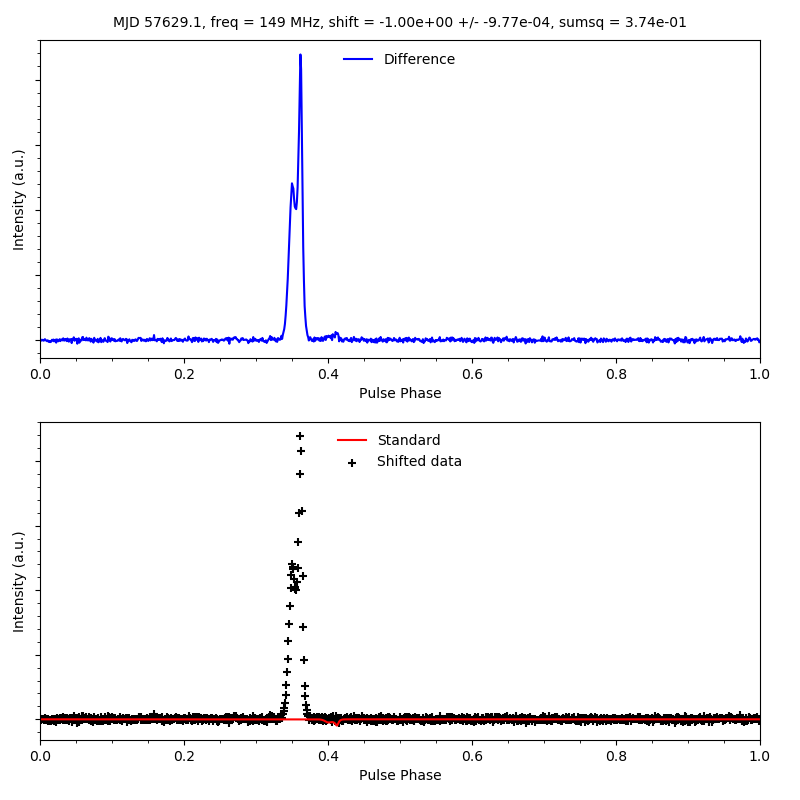 MJD 57629.1, freq = 149 MHz, shift = -1.00e+00 +/- -9.77e-04, sumsq = 3.74e-01
Difference
Intensity (a.u.)
0.0 0.2 0.4 0.6 0.8 1.0
Pulse Phase
Standard
Shifted data
Intensity (a.u.)
0.0 0.2 0.4 0.6 0.8 1.0
Pulse Phase